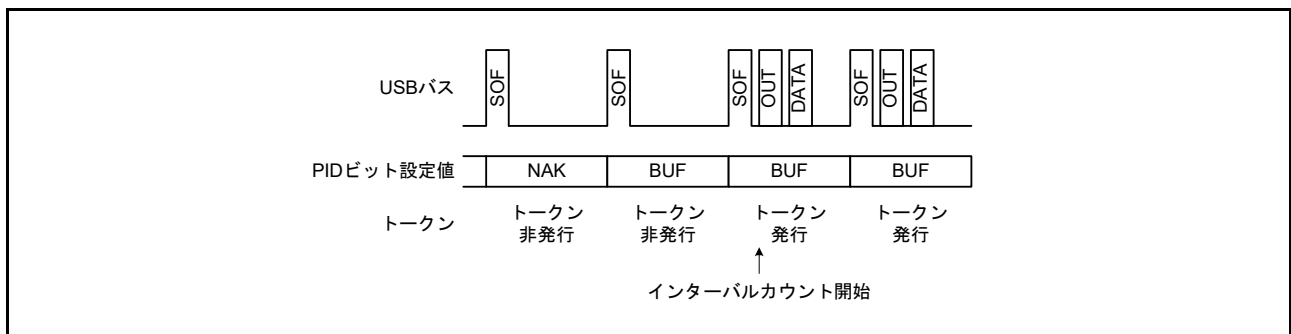 USBバス SOF SOF SOF OUT DATA SOF OUT DATA
PIDビット設定値 NAK BUF BUF BUF
トークン トークン トークン トークン トークン
非発行 非発行 発行 発行
インターバルカウント開始